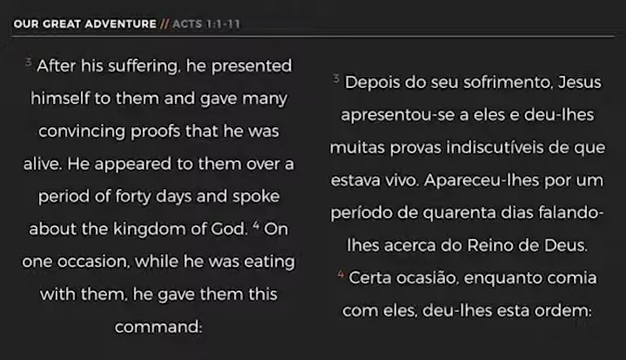 OUR GREAT ADVENTURE // ACTS 1:1-11
3 After his suffering, he presented
himself to them and gave many
convincing proofs that he was
alive. He appeared to them over a
period of forty days and spoke
about the kingdom of God. 4 On
one occasion, while he was eating
with them, he gave them this
command:
3 Depois do seu sofrimento, Jesus
apresentou-se a eles e deu-lhes
muitas provas indiscutíveis de que
estava vivo. Apareceu-lhes por um
período de quarenta dias falando-
lhes acerca do Reino de Deus.
4 Certa ocasião, enquanto comia
com eles, deu-lhes esta ordem: